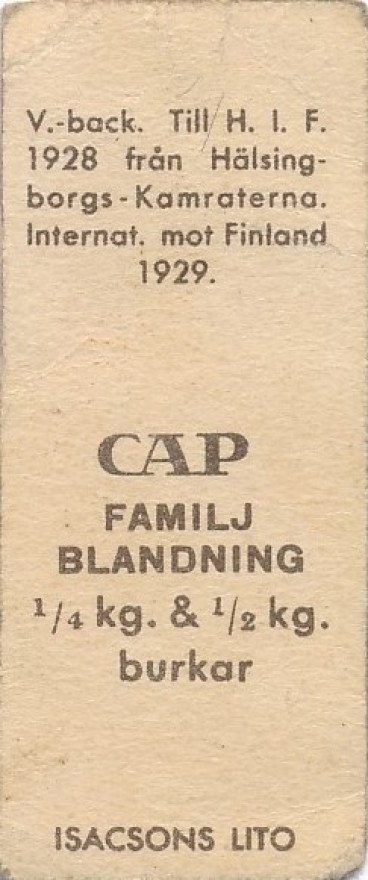 V.-back. Till H. I. F.
1928 från Hälsing-
borgs-Kamraterna.
Internat. mot Finland
1929.
CAP
FAMILJ
BLANDNING
1/4 kg. & 1/2 kg.
burkar
ISACSONS LITO